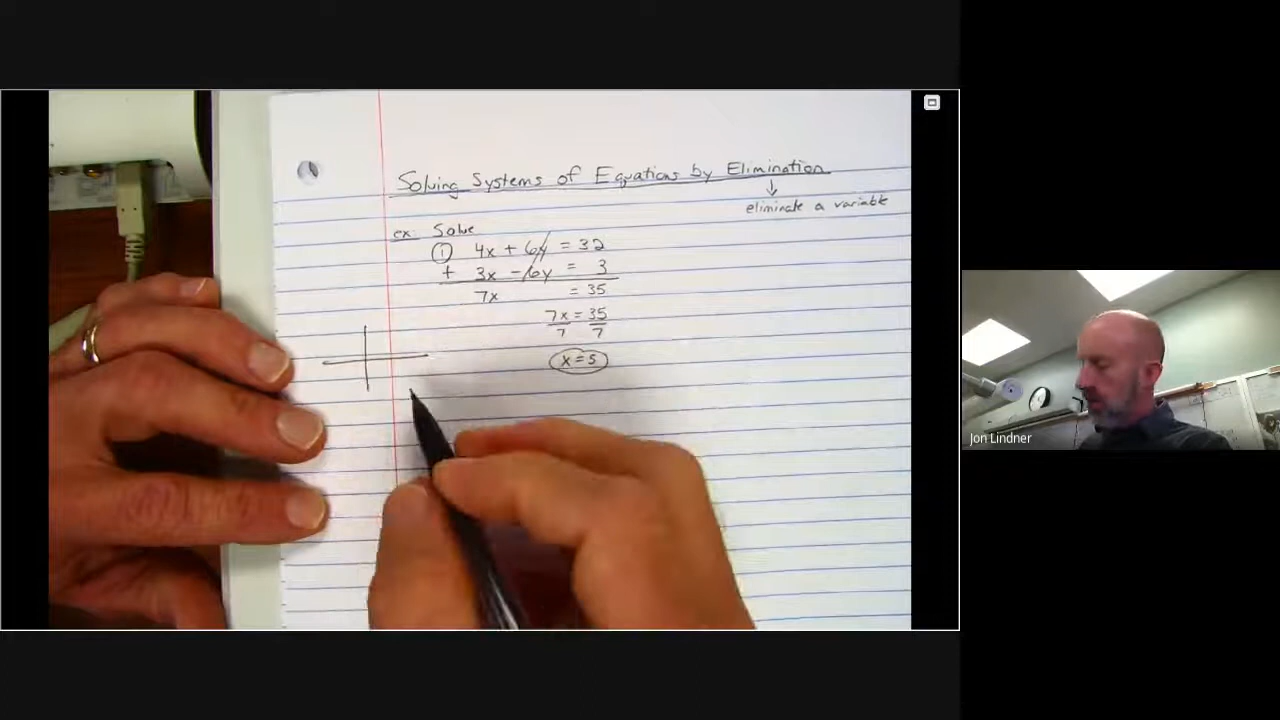 Solving Systems of Equations by Elimination
↓
eliminate a variable
ex Solve
① 4x + 6y = 32
+ 3x - 6y = 3
7x = 35
7x = 35
7 7
x = 5
Jon Lindner